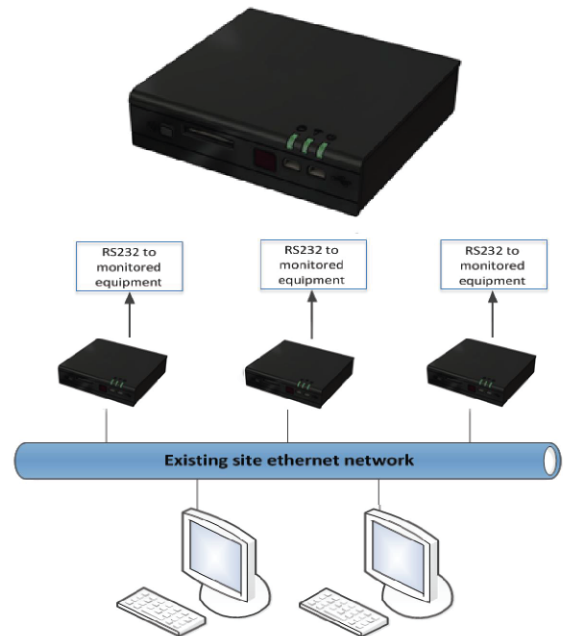 RS232 to
monitored
equipment
RS232 to
monitored
equipment
RS232 to
monitored
equipment
Existing site ethernet network